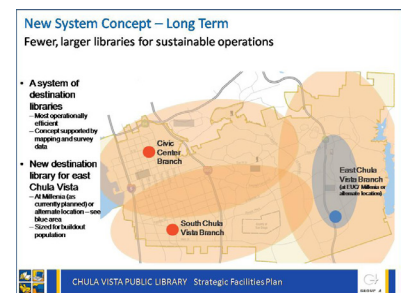 New System Concept – Long Term
Fewer, larger libraries for sustainable operations
• A system of
destination
libraries
– Most operationally
efficient
– Concept supported by
mapping and survey
data
• New destination
library for east
Chula Vista
– At Millenia (as
currently planned) or
alternate location – see
blue area
– Sized for buildout
population
Civic
Center
Branch
East Chula
Vista Branch
(at EUC/ Millenia or
alternate location)
South Chula
Vista Branch
CHULA VISTA PUBLIC LIBRARY Strategic Facilities Plan